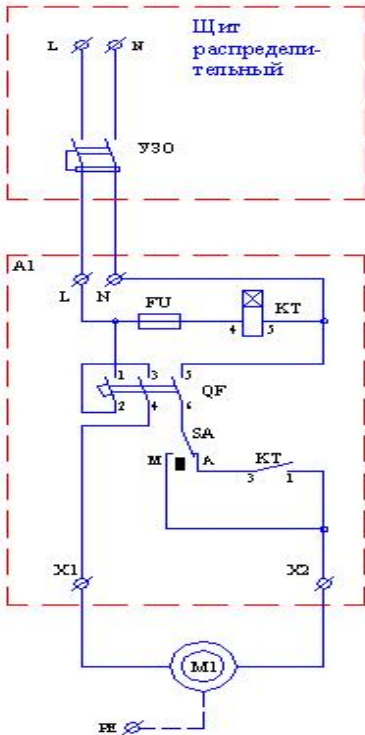 Щит
распредели-
тельный
L N
УЗО
A1
L N
FU
KT
4 5
1 3 5
QF
2 4 6
SA
M A
KT
3 1
X1
X2
M1
PE